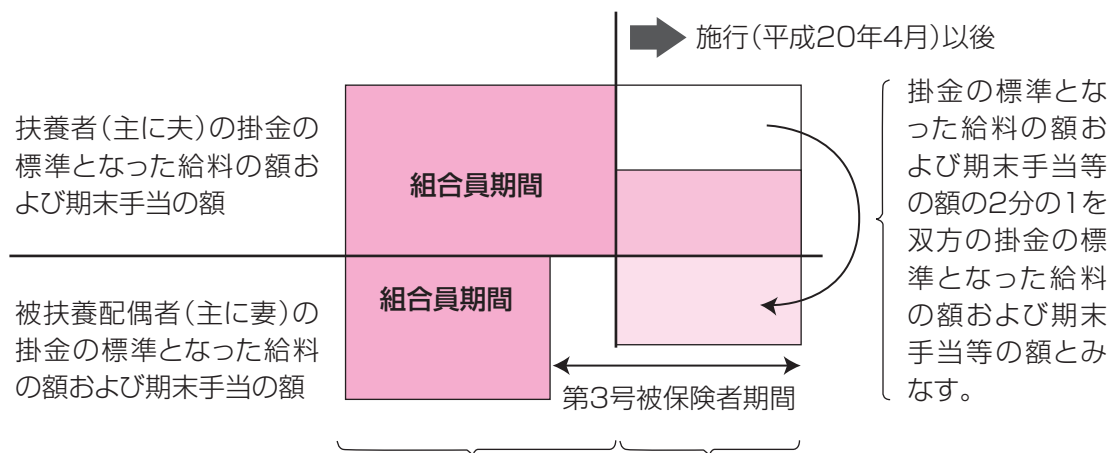 施行(平成20年4月)以後
扶養者(主に夫)の掛金の
標準となった給料の額お
よび期末手当の額
組合員期間
掛金の標準とな
った給料の額お
よび期末手当等
の額の2分の1を
双方の掛金の標
準となった給料
の額および期末
手当等の額とみ
なす。
被扶養配偶者(主に妻)の
掛金の標準となった給料
の額および期末手当の額
組合員期間
第3号被保険者期間